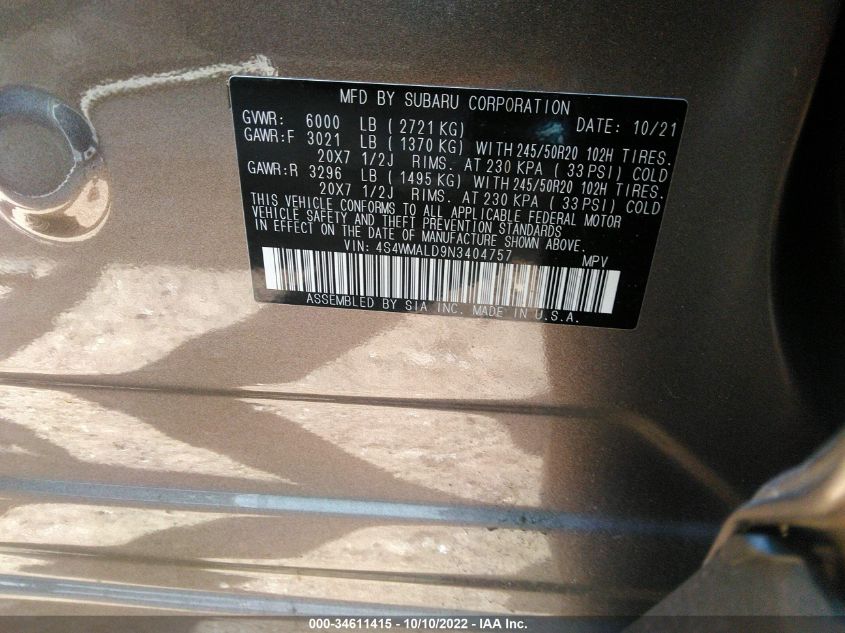 MFD BY SUBARU CORPORATION
GVWR: 6000 LB ( 2721 KG) DATE: 10/21
GAWR:F 3021 LB ( 1370 KG) WITH 245/50R20 102H TIRES.
20X7 1/2J RIMS. AT 230 KPA ( 33 PSI) COLD
GAWR:R 3296 LB ( 1495 KG) WITH 245/50R20 102H TIRES.
20X7 1/2J RIMS. AT 230 KPA ( 33 PSI) COLD
THIS VEHICLE CONFORMS TO ALL APPLICABLE FEDERAL MOTOR
VEHICLE SAFETY AND THEFT PREVENTION STANDARDS
IN EFFECT ON THE DATE OF MANUFACTURE SHOWN ABOVE.
VIN: 4S4WMALD9N3404757 MPV
ASSEMBLED BY SIA INC. MADE IN U.S.A.
000-34611415 - 10/10/2022 - IAA Inc.